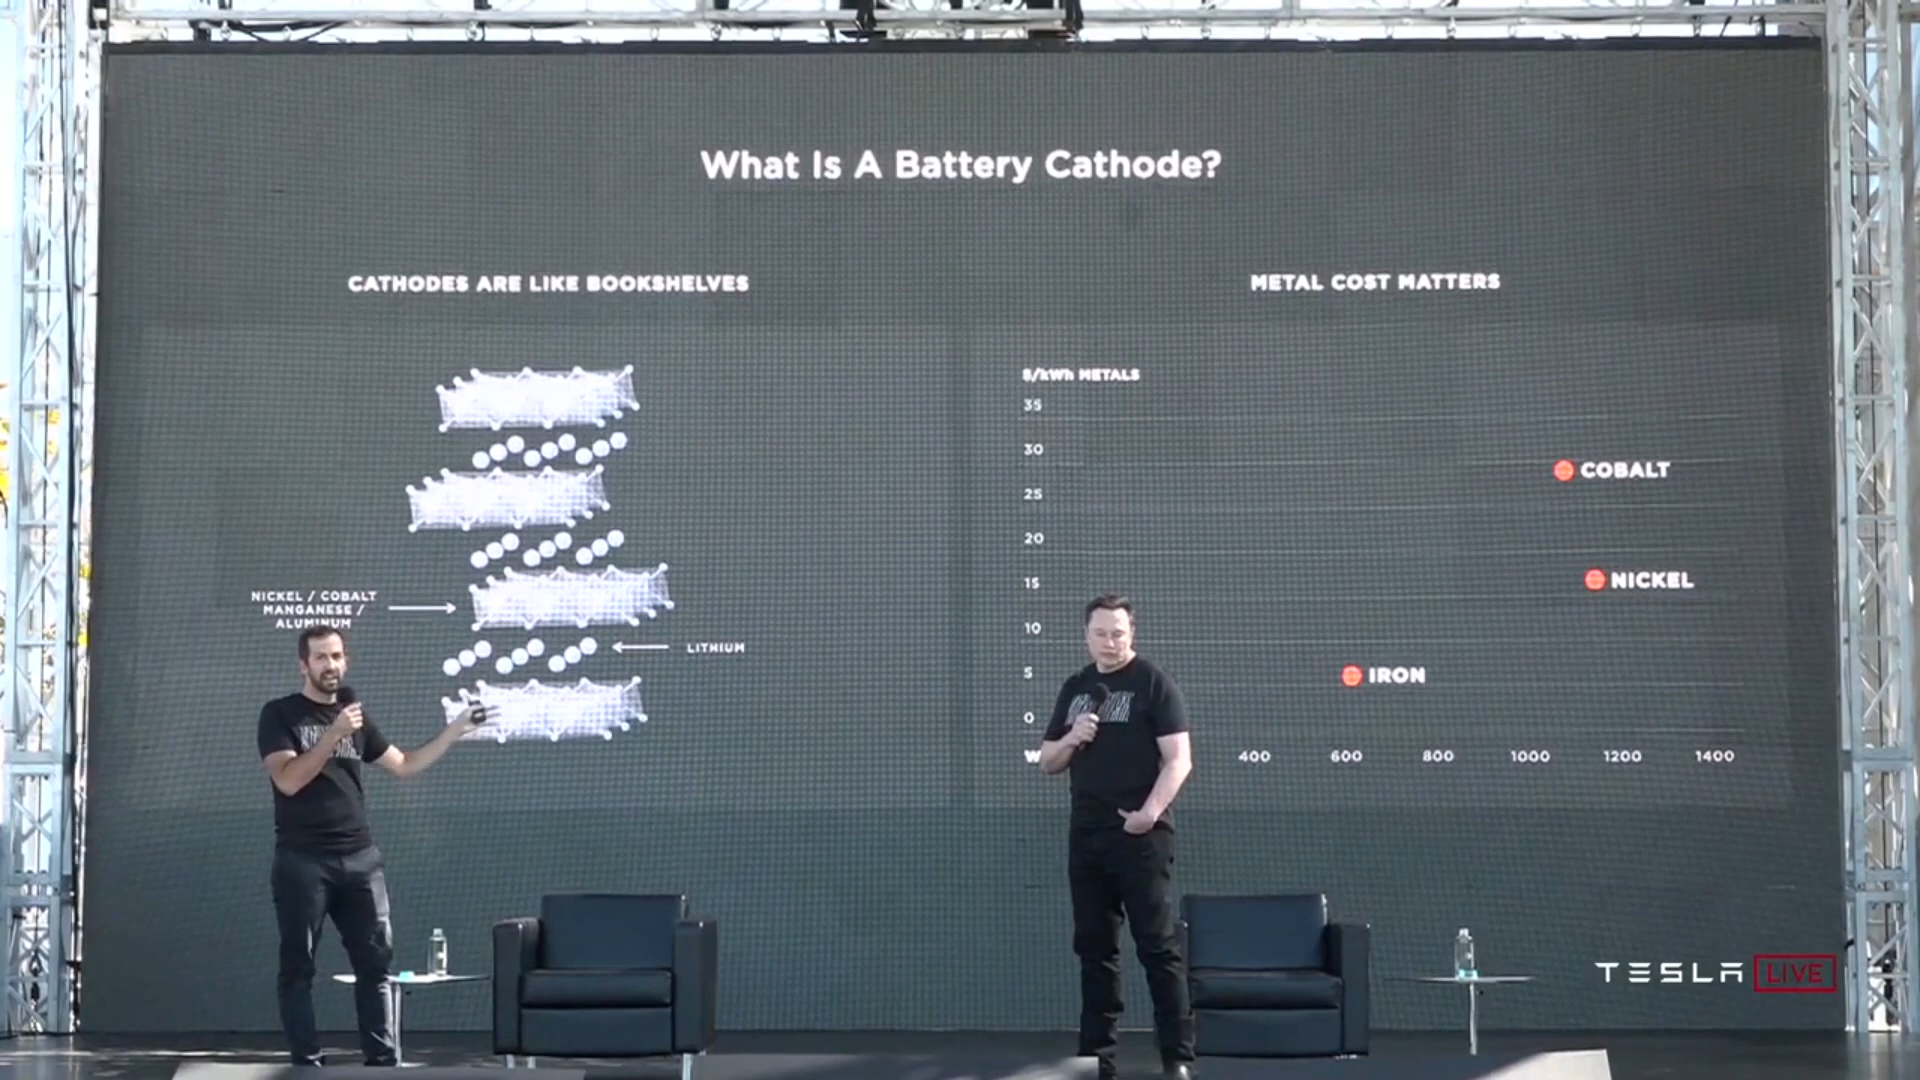 What Is A Battery Cathode?
CATHODES ARE LIKE BOOKSHELVES
NICKEL / COBALT
MANGANESE /
ALUMINUM
LITHIUM
METAL COST MATTERS
$/kWh METALS
35
30
25
20
15
10
5
0
COBALT
NICKEL
IRON
W
400 600 800 1000 1200 1400
TESLA LIVE